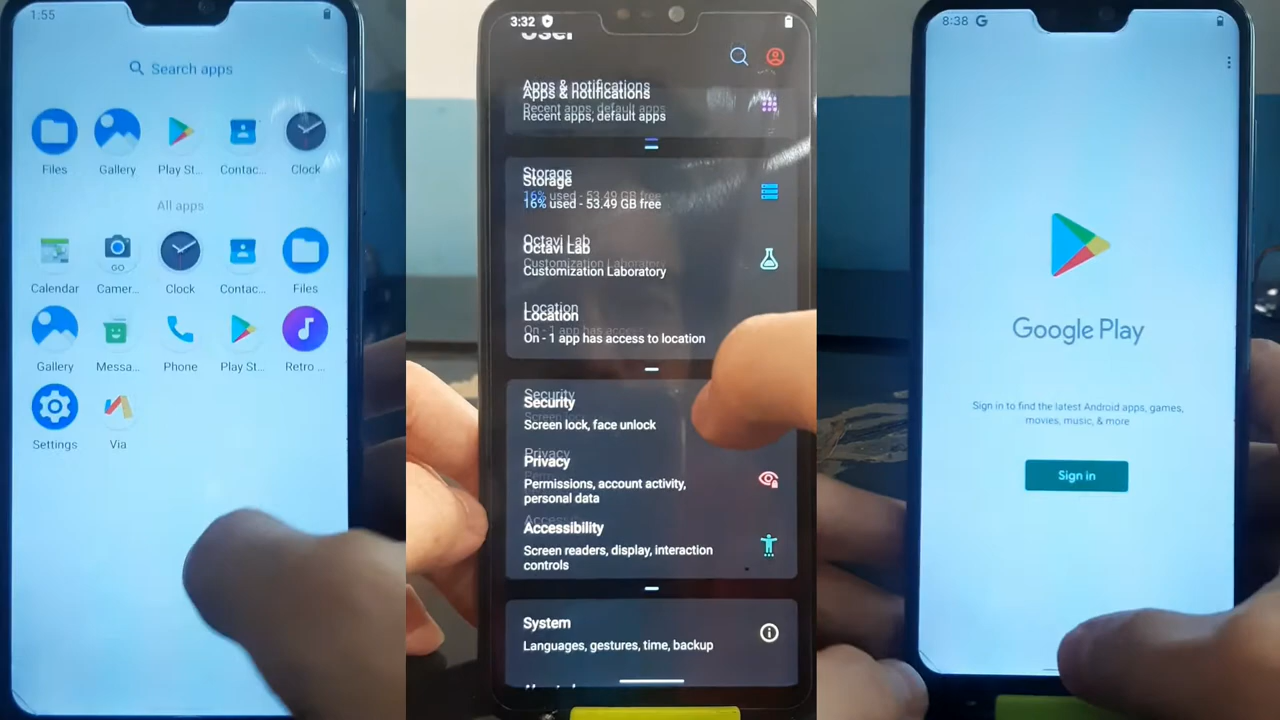 1:55
Search apps
Files
Gallery
Play St...
Contac...
Clock
All apps
Calendar
Camer...
Clock
Contac...
Files
GO
Gallery
Messa...
Phone
Play St...
Retro ...
Settings
Via
3:32
User
Apps & notifications
Recent apps, default apps
Storage
16% used - 53.49 GB free
Octavi Lab
Customization Laboratory
Location
On - 1 app has access to location
Security
Screen lock, face unlock
Privacy
Permissions, account activity,
personal data
Accessibility
Screen readers, display, interaction
controls
System
Languages, gestures, time, backup
8:38 G
Google Play
Sign in to find the latest Android apps, games,
movies, music, & more
Sign in